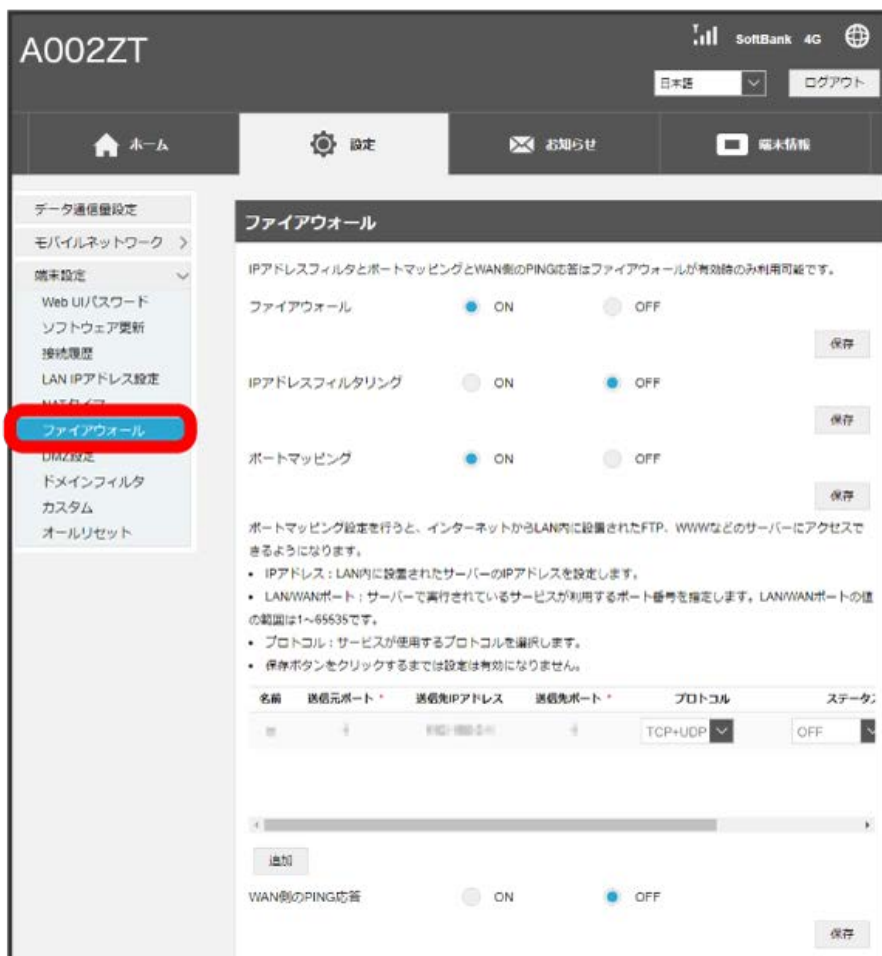 A002ZT
SoftBank 4G
日本語
ログアウト
ホーム
設定
お知らせ
端末情報
データ通信量設定
モバイルネットワーク
端末設定
Web UIパスワード
ソフトウェア更新
接続履歴
LAN IPアドレス設定
ファイアウォール
DMZ設定
ドメインフィルタ
カスタム
オールリセット
ファイアウォール
IPアドレスフィルタとポートマッピングとWAN側のPING応答はファイアウォールが有効時のみ利用可能です。
ファイアウォール ON OFF
保存
IPアドレスフィルタリング ON OFF
保存
ポートマッピング ON OFF
保存
ポートマッピング設定を行うと、インターネットからLAN内に設置されたFTP、WWWなどのサーバーにアクセスで
きるようになります。
• IPアドレス：LAN内に設置されたサーバーのIPアドレスを設定します。
• LAN/WANポート：サーバーで実行されているサービスが利用するポート番号を指定します。LAN/WANポートの値
の範囲は1～65535です。
• プロトコル：サービスが使用するプロトコルを選択します。
• 保存ボタンをクリックするまでは設定は有効になりません。
名前 送信元ポート * 送信先IPアドレス 送信先ポート * プロトコル ステータ
TCP+UDP OFF
追加
WAN側のPING応答 ON OFF
保存